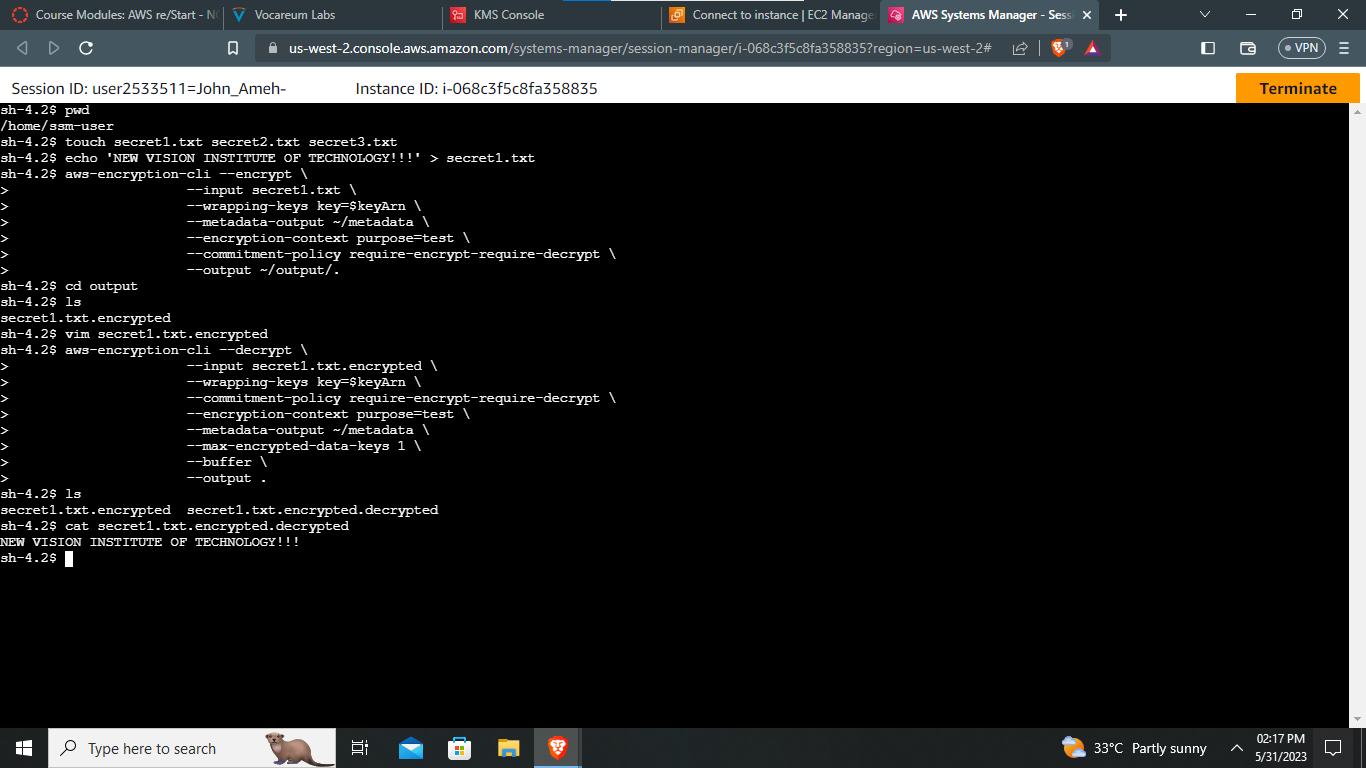 Course Modules: AWS re/Start - NC
Vocareum Labs
KMS Console
Connect to instance | EC2 Manage
AWS Systems Manager - Sess
us-west-2.console.aws.amazon.com/systems-manager/session-manager/i-068c3f5c8fa358835?region=us-west-2#
1
VPN
Session ID: user2533511=John_Ameh-
Instance ID: i-068c3f5c8fa358835
Terminate
sh-4.2$ pwd
/home/ssm-user
sh-4.2$ touch secret1.txt secret2.txt secret3.txt
sh-4.2$ echo 'NEW VISION INSTITUTE OF TECHNOLOGY!!!' > secret1.txt
sh-4.2$ aws-encryption-cli --encrypt \
> --input secret1.txt \
> --wrapping-keys key=$keyArn \
> --metadata-output ~/metadata \
> --encryption-context purpose=test \
> --commitment-policy require-encrypt-require-decrypt \
> --output ~/output/.
sh-4.2$ cd output
sh-4.2$ ls
secret1.txt.encrypted
sh-4.2$ vim secret1.txt.encrypted
sh-4.2$ aws-encryption-cli --decrypt \
> --input secret1.txt.encrypted \
> --wrapping-keys key=$keyArn \
> --commitment-policy require-encrypt-require-decrypt \
> --encryption-context purpose=test \
> --metadata-output ~/metadata \
> --max-encrypted-data-keys 1 \
> --buffer \
> --output .
sh-4.2$ ls
secret1.txt.encrypted secret1.txt.encrypted.decrypted
sh-4.2$ cat secret1.txt.encrypted.decrypted
NEW VISION INSTITUTE OF TECHNOLOGY!!!
sh-4.2$
Type here to search
33°C Partly sunny
02:17 PM
5/31/2023